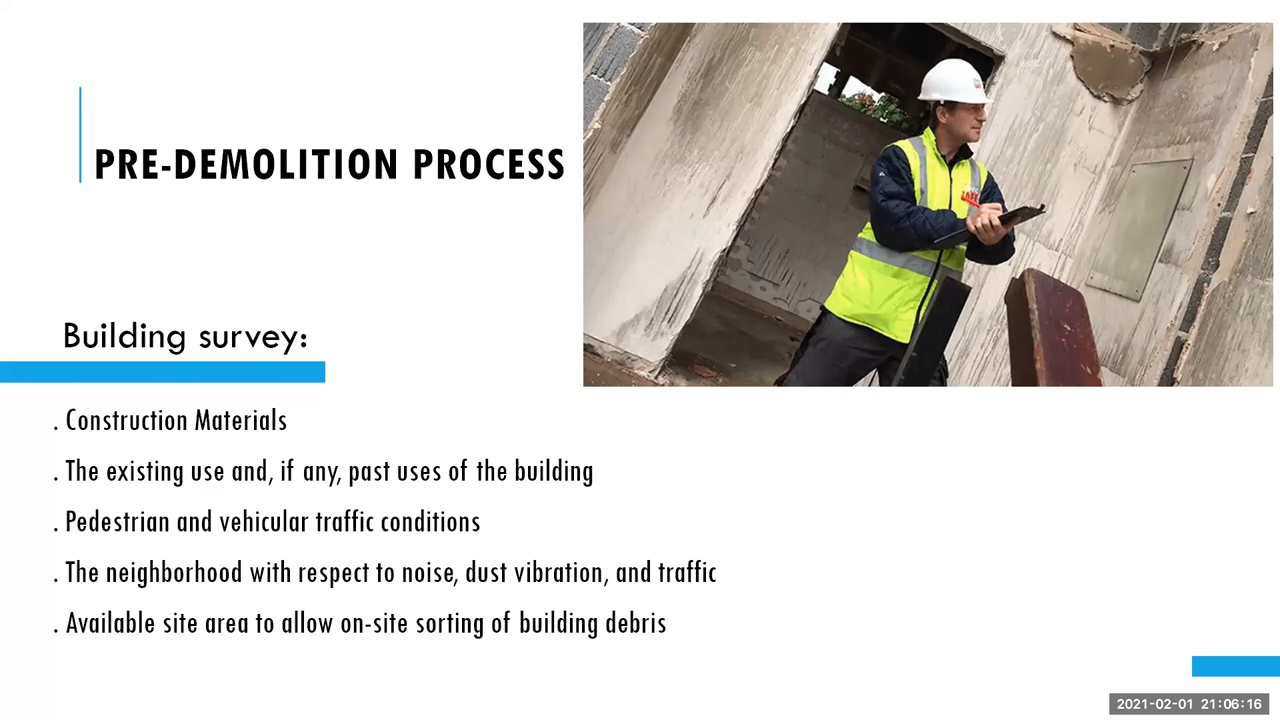 PRE-DEMOLITION PROCESS
Building survey:
. Construction Materials
. The existing use and, if any, past uses of the building
. Pedestrian and vehicular traffic conditions
. The neighborhood with respect to noise, dust vibration, and traffic
. Available site area to allow on-site sorting of building debris
2021-02-01 21:06:16